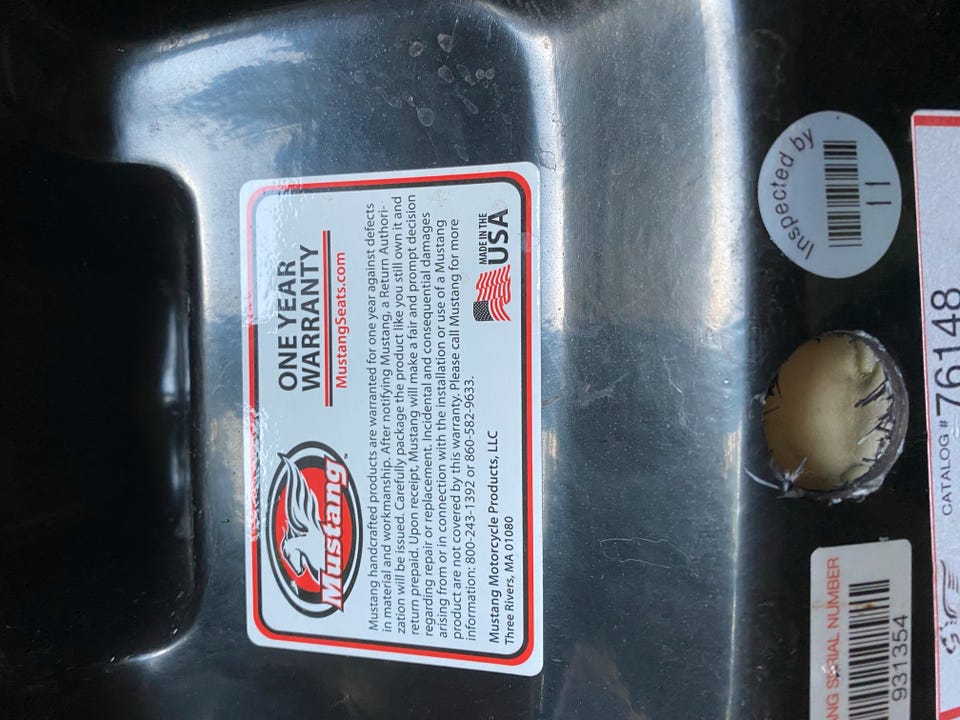 Mustang™
ONE YEAR
WARRANTY
MustangSeats.com
Mustang handcrafted products are warranted for one year against defects
in material and workmanship. After notifying Mustang, a Return Authori-
zation will be issued. Carefully package the product like you still own it and
return prepaid. Upon receipt, Mustang will make a fair and prompt decision
regarding repair or replacement. Incidental and consequential damages
arising from or in connection with the installation or use of a Mustang
product are not covered by this warranty. Please call Mustang for more
information: 800-243-1392 or 860-582-9633.
Mustang Motorcycle Products, LLC
Three Rivers, MA 01080
MADE IN THE
USA
Inspected by
11
ANG SERIAL NUMBER
931354
CATALOG # 76148